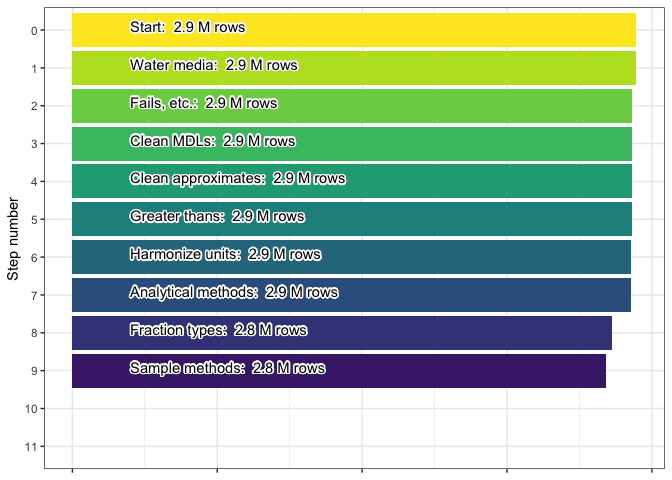 Step number
0
Start:  2.9 M rows
1
Water media:  2.9 M rows
2
Fails, etc.:  2.9 M rows
3
Clean MDLs:  2.9 M rows
4
Clean approximates:  2.9 M rows
5
Greater thans:  2.9 M rows
6
Harmonize units:  2.9 M rows
7
Analytical methods:  2.9 M rows
8
Fraction types:  2.8 M rows
9
Sample methods:  2.8 M rows
10
11